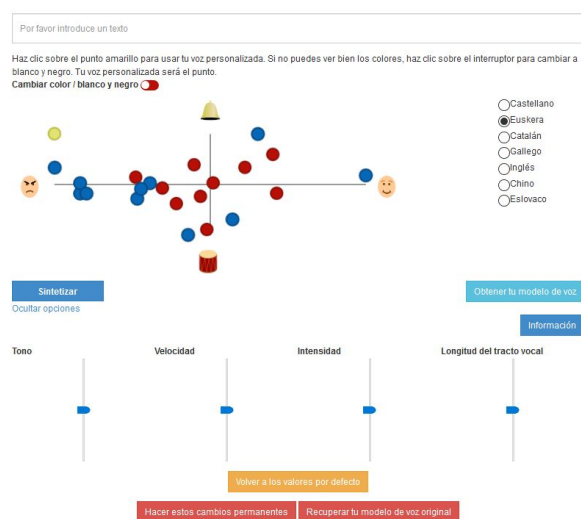 Por favor introduce un texto
Haz clic sobre el punto amarillo para usar tu voz personalizada. Si no puedes ver bien los colores, haz clic sobre el interruptor para cambiar a
blanco y negro. Tu voz personalizada será el punto.
Cambiar color / blanco y negro
Castellano
Euskera
Catalán
Gallego
Inglés
Chino
Eslovaco
Sintetizar
Obtener tu modelo de voz
Ocultar opciones
Información
Tono Velocidad Intensidad Longitud del tracto vocal
Volver a los valores por defecto
Hacer estos cambios permanentes Recuperar tu modelo de voz original